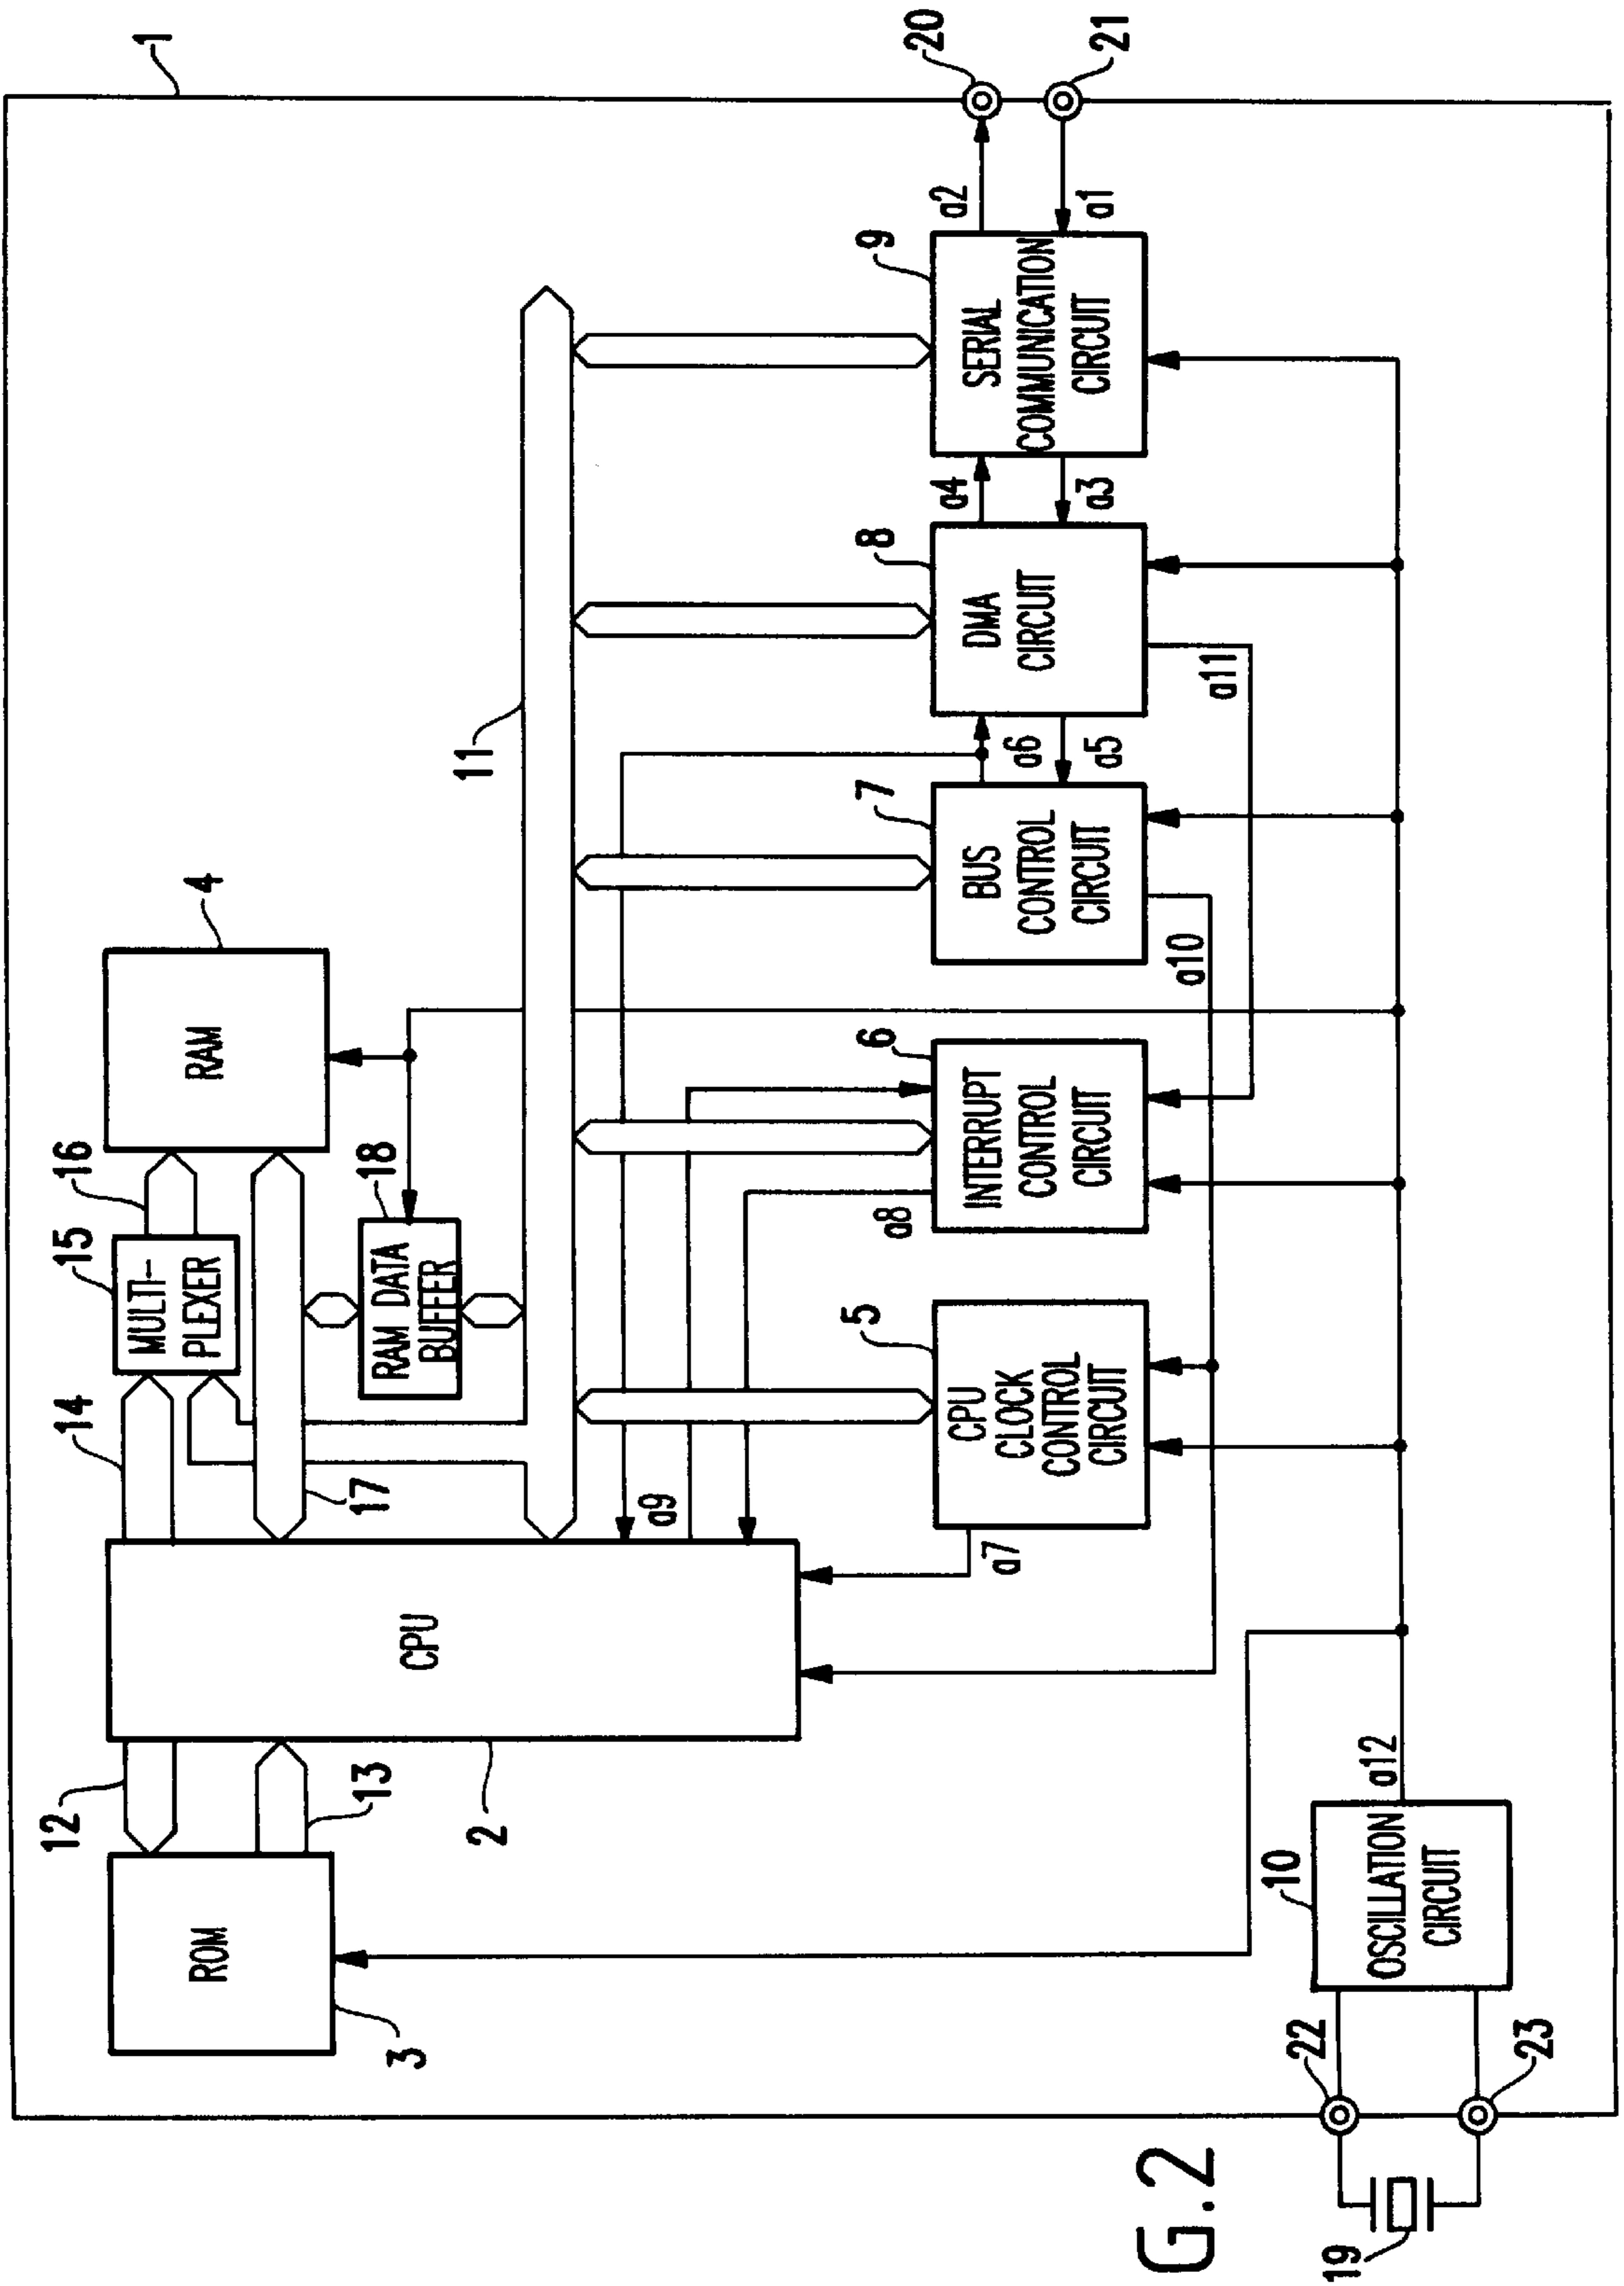 1
ROM
3
12
13
CPU
2
14
MULTI-
PLEXER
15
16
RAM
4
17
RAM DATA
BUFFER
18
11
a9
a7
CPU
CLOCK
CONTROL
CIRCUIT
5
a8
INTERRUPT
CONTROL
CIRCUIT
6
a10
BUS
CONTROL
CIRCUIT
7
a6
a5
DMA
CIRCUIT
8
a11
a4
a3
SERIAL
COMMUNICATION
CIRCUIT
9
a2
a1
20
21
OSCILLATION
CIRCUIT
10
a12
22
23
19
G.2